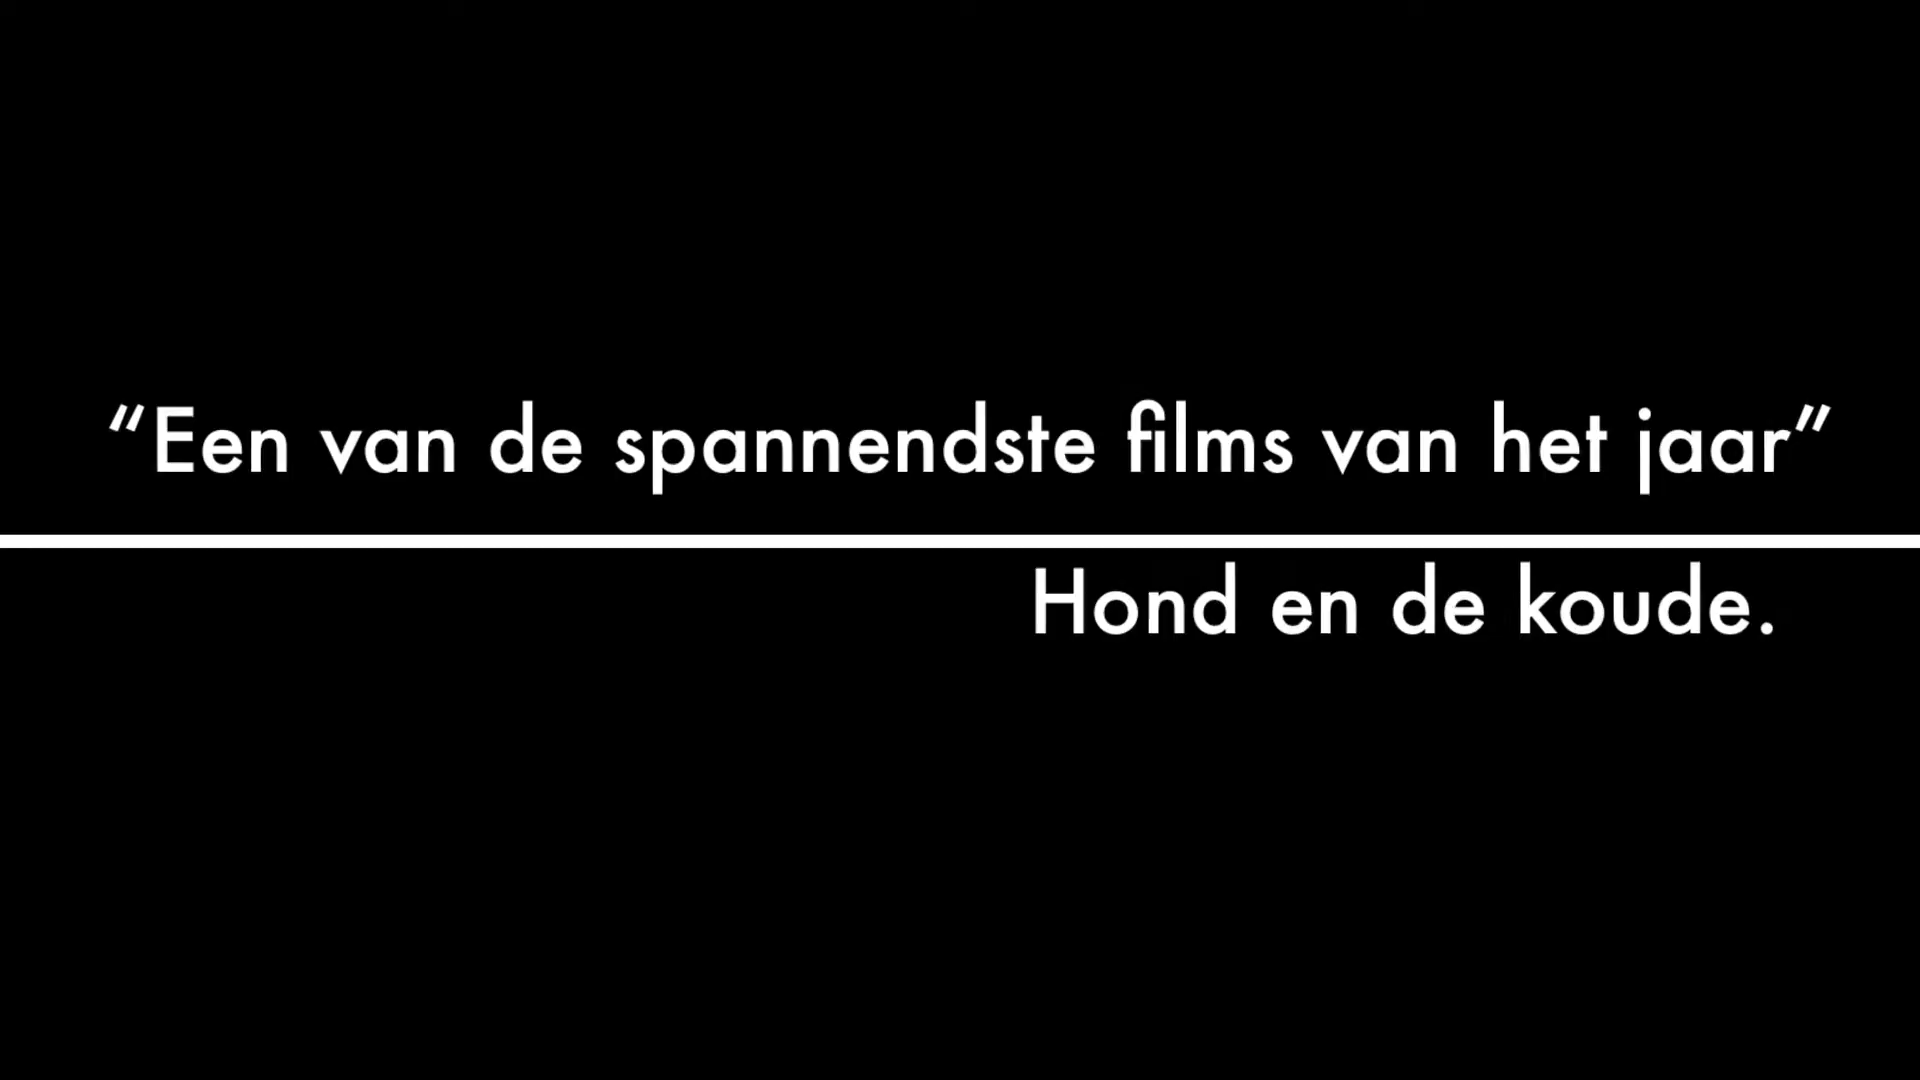 “Een van de spannendste films van het jaar”
Hond en de koude.